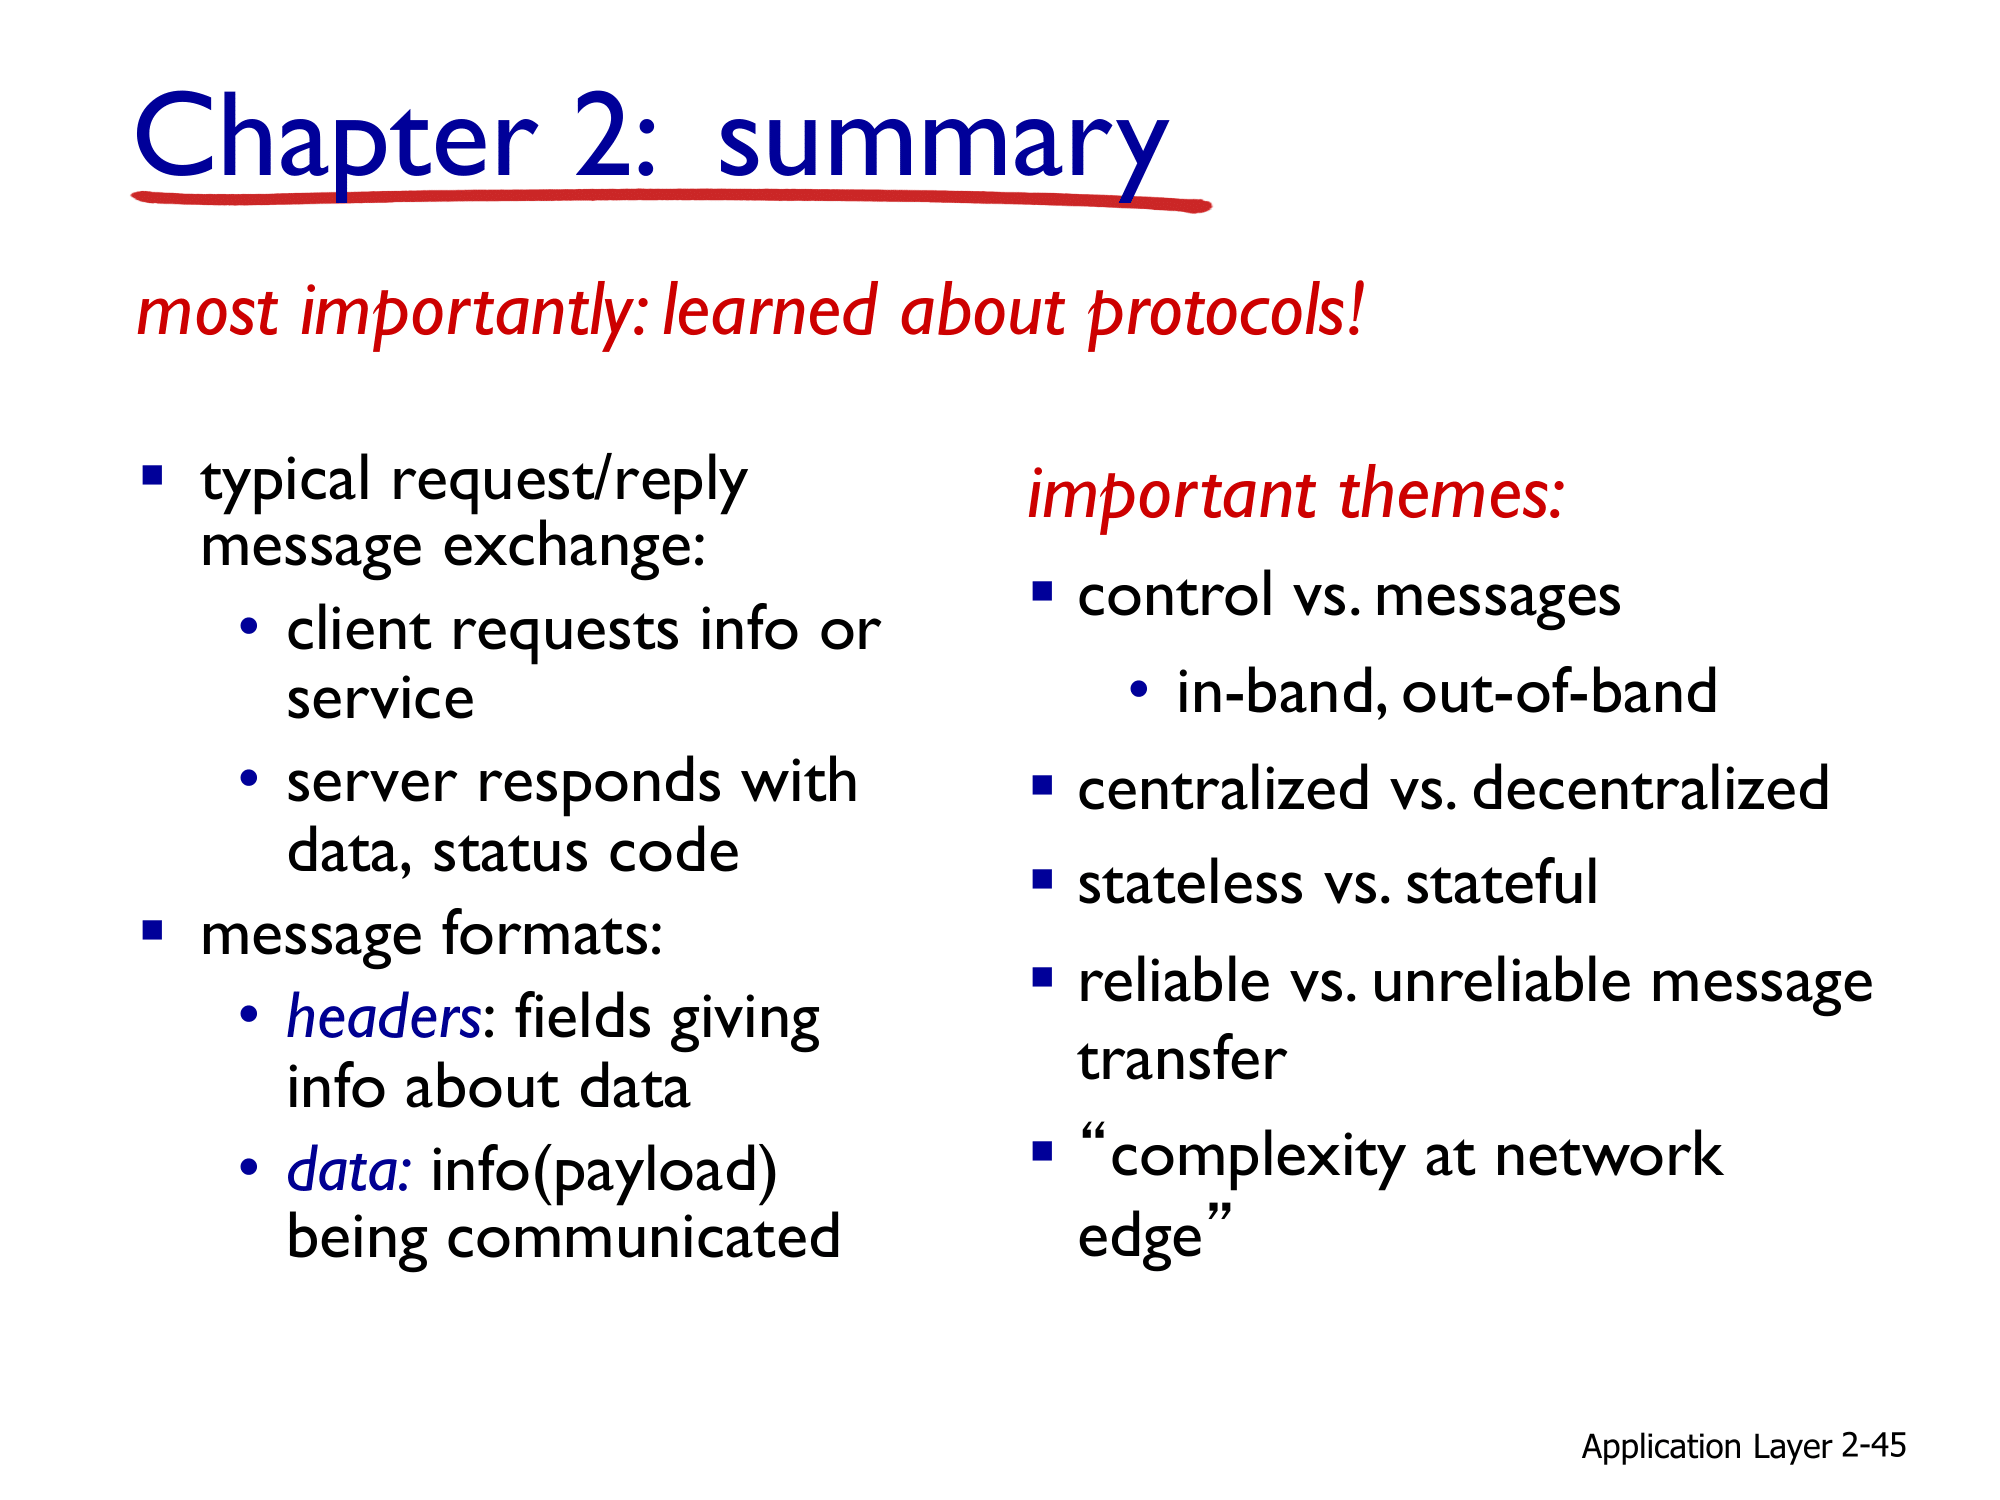 Chapter 2: summary
most importantly: learned about protocols!
▪ typical request/reply
message exchange:
• client requests info or
service
• server responds with
data, status code
▪ message formats:
• headers: fields giving
info about data
• data: info(payload)
being communicated
important themes:
▪ control vs. messages
• in-band, out-of-band
▪ centralized vs. decentralized
▪ stateless vs. stateful
▪ reliable vs. unreliable message
transfer
▪ “complexity at network
edge”
Application Layer 2-45